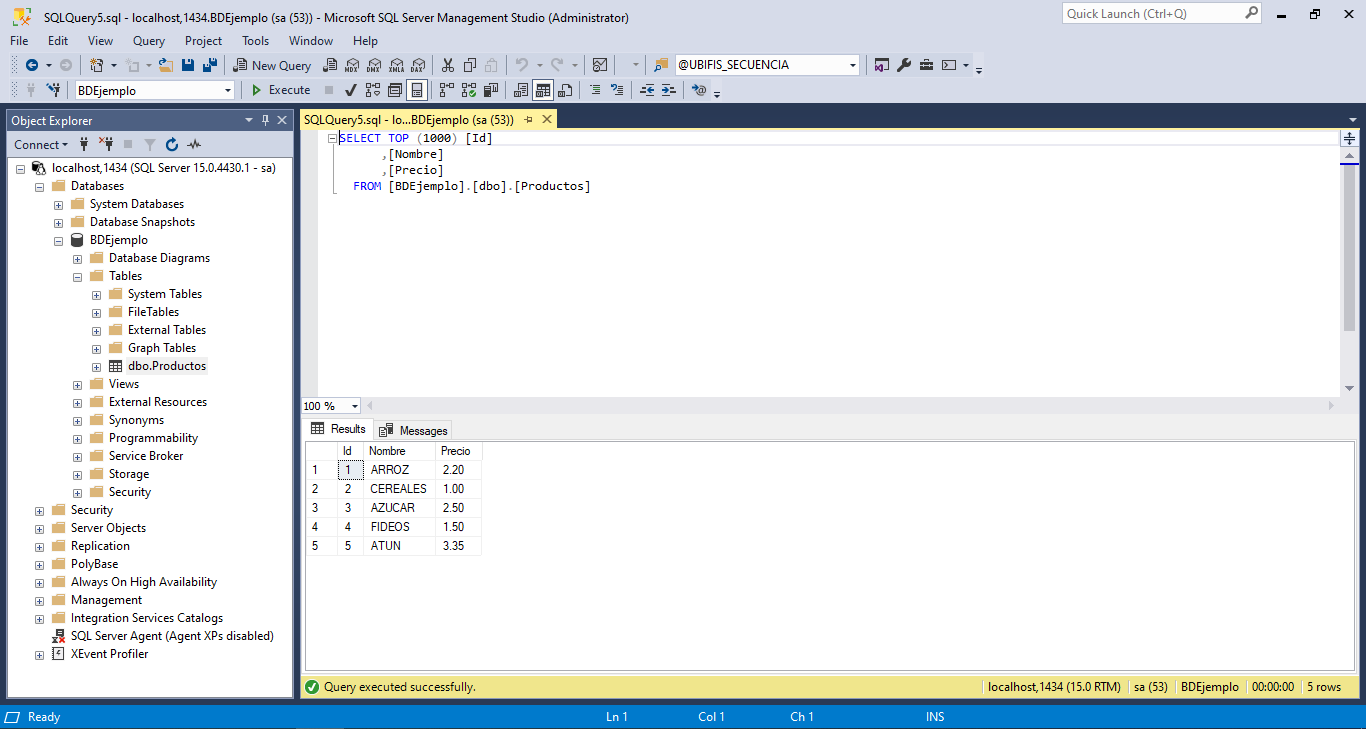 SQLQuery5.sql - localhost,1434.BDEjemplo (sa (53)) - Microsoft SQL Server Management Studio (Administrator)
Quick Launch (Ctrl+Q)
File Edit View Query Project Tools Window Help
New Query
MDX DMX XMLA DAX
@UBIFIS_SECUENCIA
BDEjemplo
Execute
Object Explorer
Connect
localhost,1434 (SQL Server 15.0.4430.1 - sa)
Databases
System Databases
Database Snapshots
BDEjemplo
Database Diagrams
Tables
System Tables
FileTables
External Tables
Graph Tables
dbo.Productos
Views
External Resources
Synonyms
Programmability
Service Broker
Storage
Security
Security
Server Objects
Replication
PolyBase
Always On High Availability
Management
Integration Services Catalogs
SQL Server Agent (Agent XPs disabled)
XEvent Profiler
SQLQuery5.sql - lo...BDEjemplo (sa (53))
SELECT TOP (1000) [Id]
,[Nombre]
,[Precio]
FROM [BDEjemplo].[dbo].[Productos]
100 %
Results Messages
Id Nombre Precio
1 1 ARROZ 2.20
2 2 CEREALES 1.00
3 3 AZUCAR 2.50
4 4 FIDEOS 1.50
5 5 ATUN 3.35
Query executed successfully.
localhost,1434 (15.0 RTM) sa (53) BDEjemplo 00:00:00 5 rows
Ready Ln 1 Col 1 Ch 1 INS